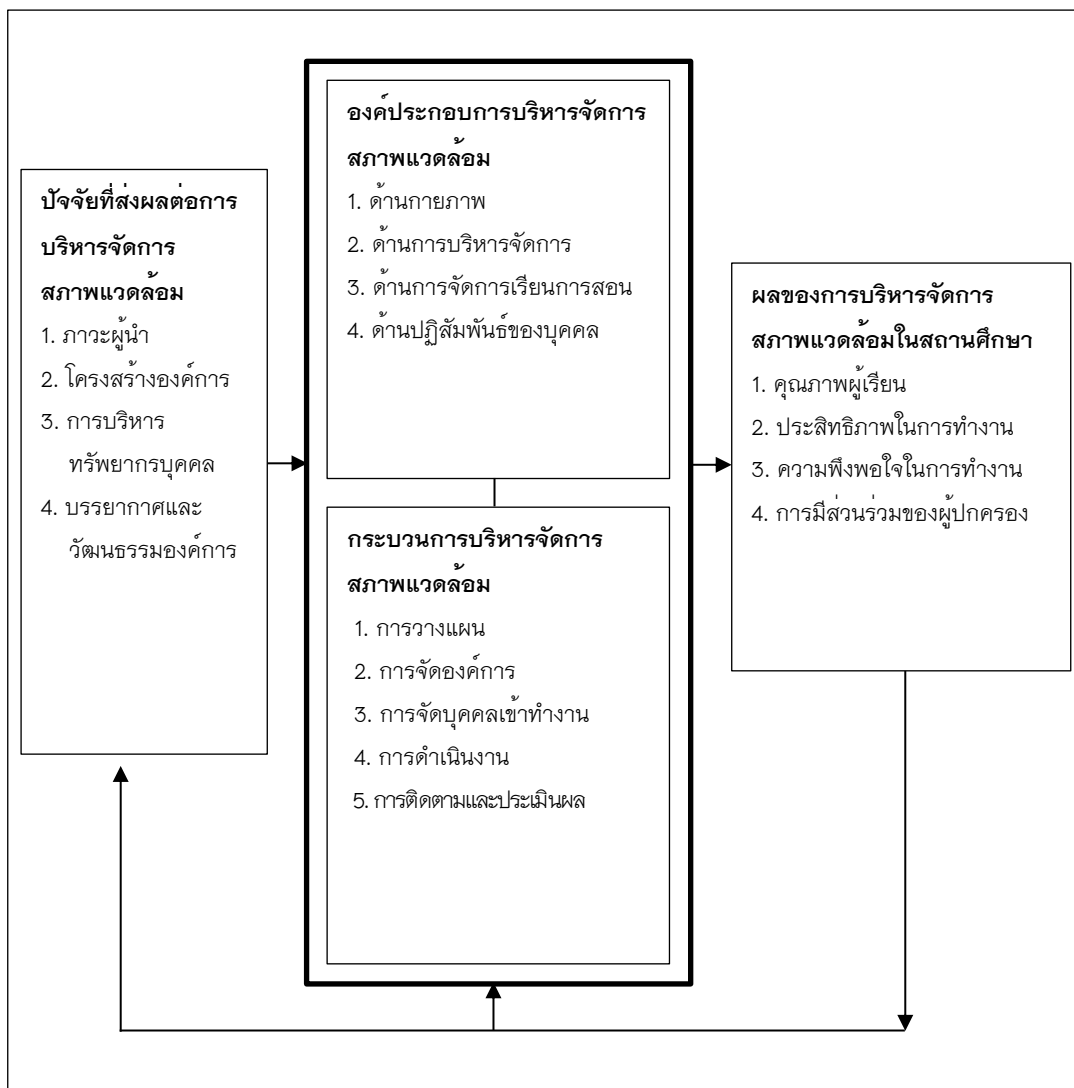 ปัจจัยที่ส่งผลต่อการ
บริหารจัดการ
สภาพแวดล้อม
1. ภาวะผู้นำ
2. โครงสร้างองค์การ
3. การบริหาร
ทรัพยากรบุคคล
4. บรรยากาศและ
วัฒนธรรมองค์การ
องค์ประกอบการบริหารจัดการ
สภาพแวดล้อม
1. ด้านกายภาพ
2. ด้านการบริหารจัดการ
3. ด้านการจัดการเรียนการสอน
4. ด้านปฏิสัมพันธ์ของบุคคล
กระบวนการบริหารจัดการ
สภาพแวดล้อม
1. การวางแผน
2. การจัดองค์การ
3. การจัดบุคคลเข้าทำงาน
4. การดำเนินงาน
5. การติดตามและประเมินผล
ผลของการบริหารจัดการ
สภาพแวดล้อมในสถานศึกษา
1. คุณภาพผู้เรียน
2. ประสิทธิภาพในการทำงาน
3. ความพึงพอใจในการทำงาน
4. การมีส่วนร่วมของผู้ปกครอง